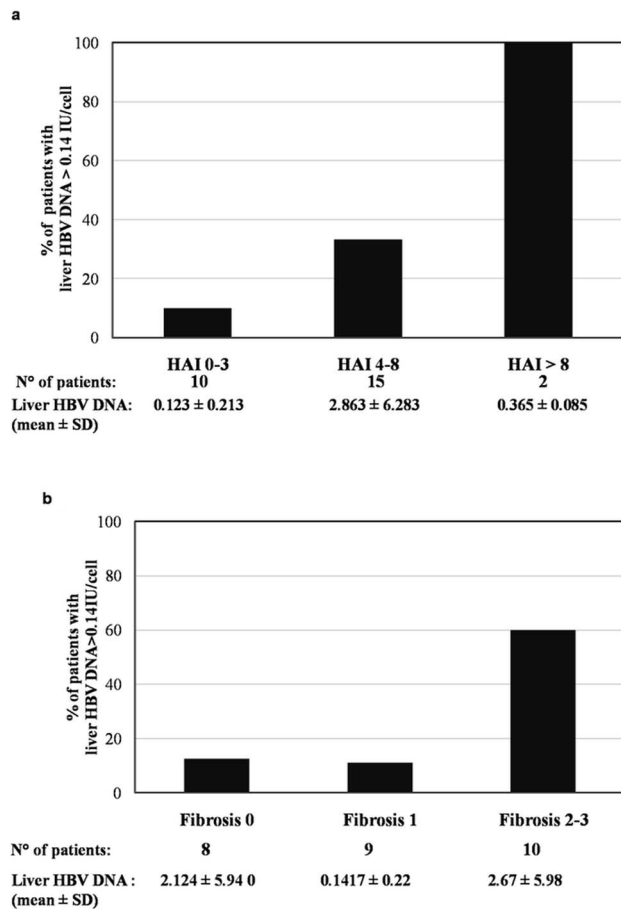 a
% of patients with
liver HBV DNA > 0.14 IU/cell
100
80
60
40
20
0
HAI 0-3 HAI 4-8 HAI > 8
N° of patients: 10 15 2
Liver HBV DNA: 0.123 ± 0.213 2.863 ± 6.283 0.365 ± 0.085
(mean ± SD)
b
% of patients with
liver HBV DNA>0.14IU/cell
100
80
60
40
20
0
Fibrosis 0 Fibrosis 1 Fibrosis 2-3
N° of patients: 8 9 10
Liver HBV DNA : 2.124 ± 5.94 0 0.1417 ± 0.22 2.67 ± 5.98
(mean ± SD)